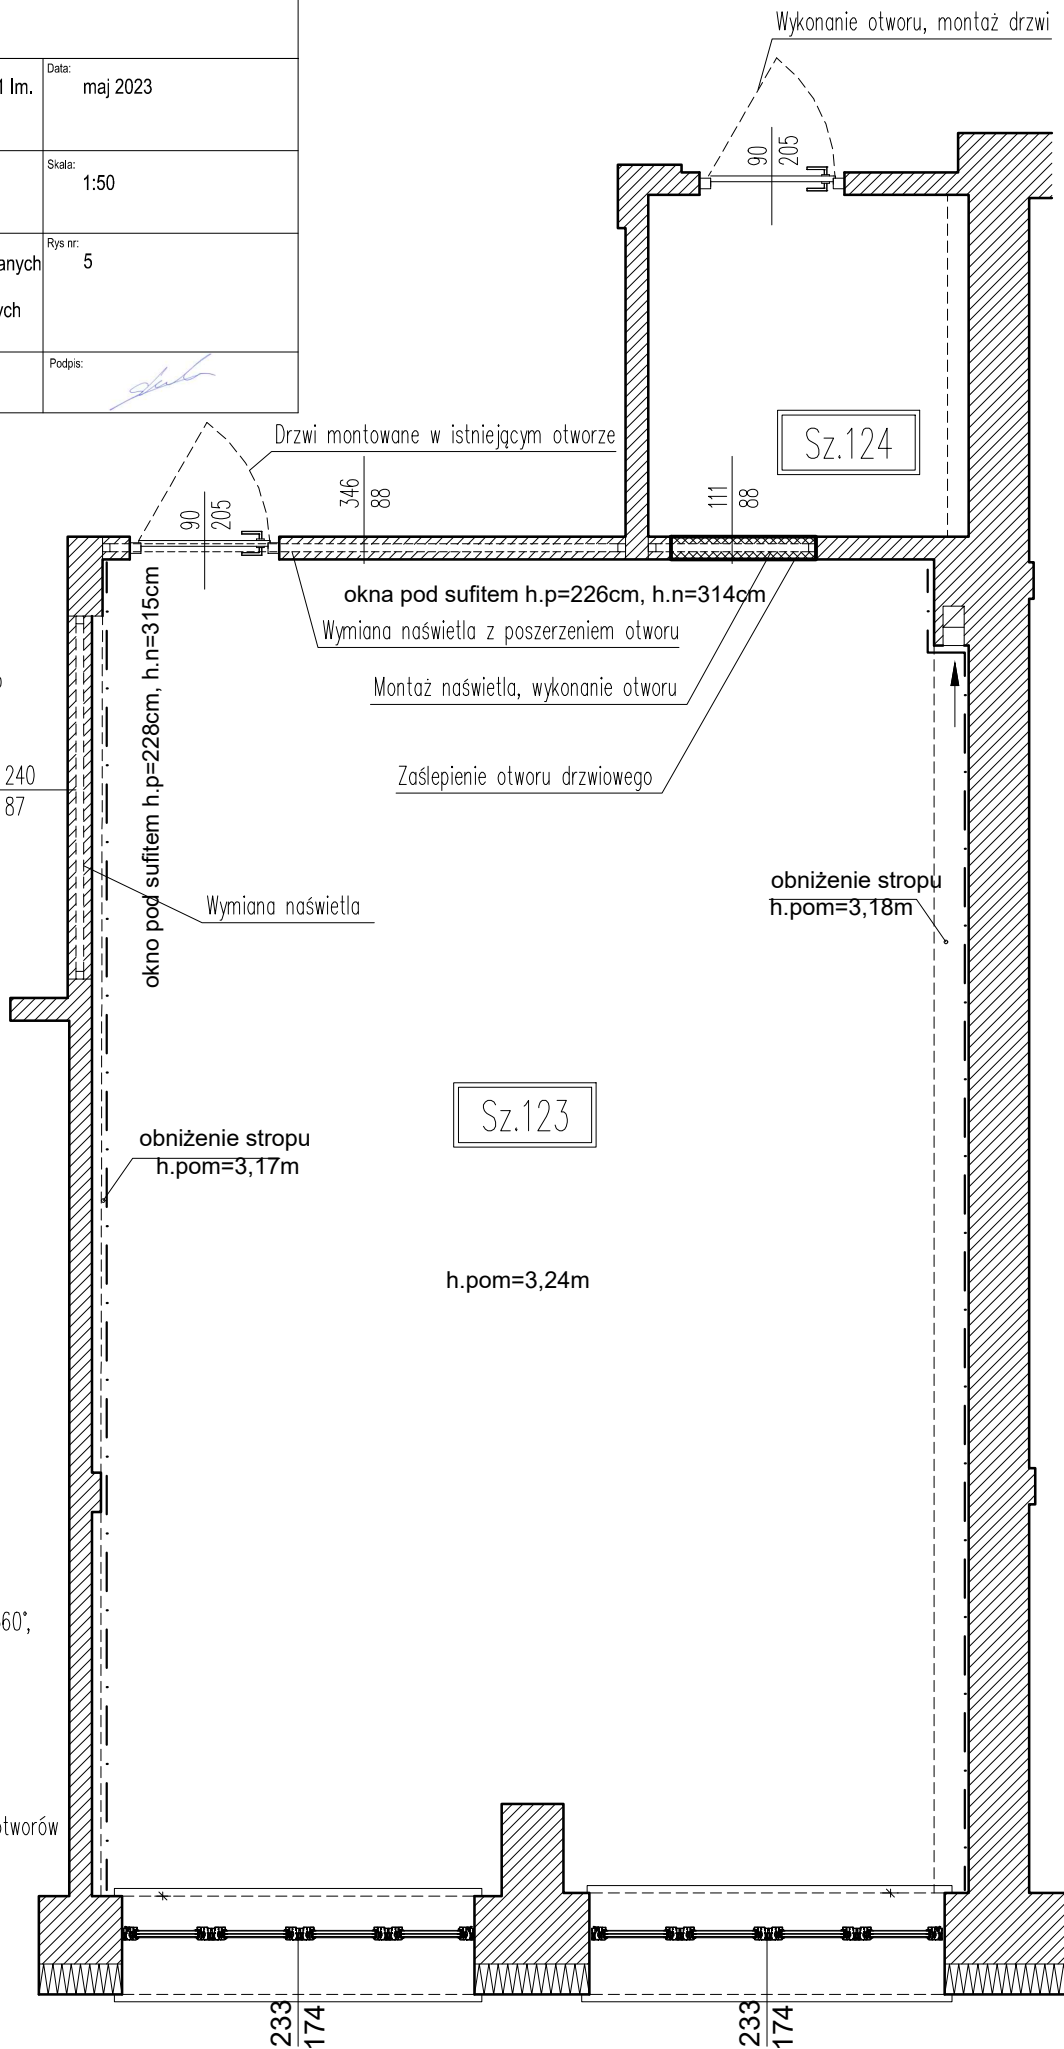 Wykonanie otworu, montaż drzwi
1 Im.
Data:
maj 2023
Skala:
1:50
anych
ych
Rys nr:
5
Podpis:
90
205
Sz.124
Drzwi montowane w istniejącym otworze
90
205
346
88
111
88
okna pod sufitem h.p=226cm, h.n=314cm
Wymiana naświetla z poszerzeniem otworu
Montaż naświetla, wykonanie otworu
Zaślepienie otworu drzwiowego
okno pod sufitem h.p=228cm, h.n=315cm
240
87
Wymiana naświetla
obniżenie stropu
h.pom=3,18m
Sz.123
obniżenie stropu
h.pom=3,17m
h.pom=3,24m
60°,
otworów
233
174
233
174